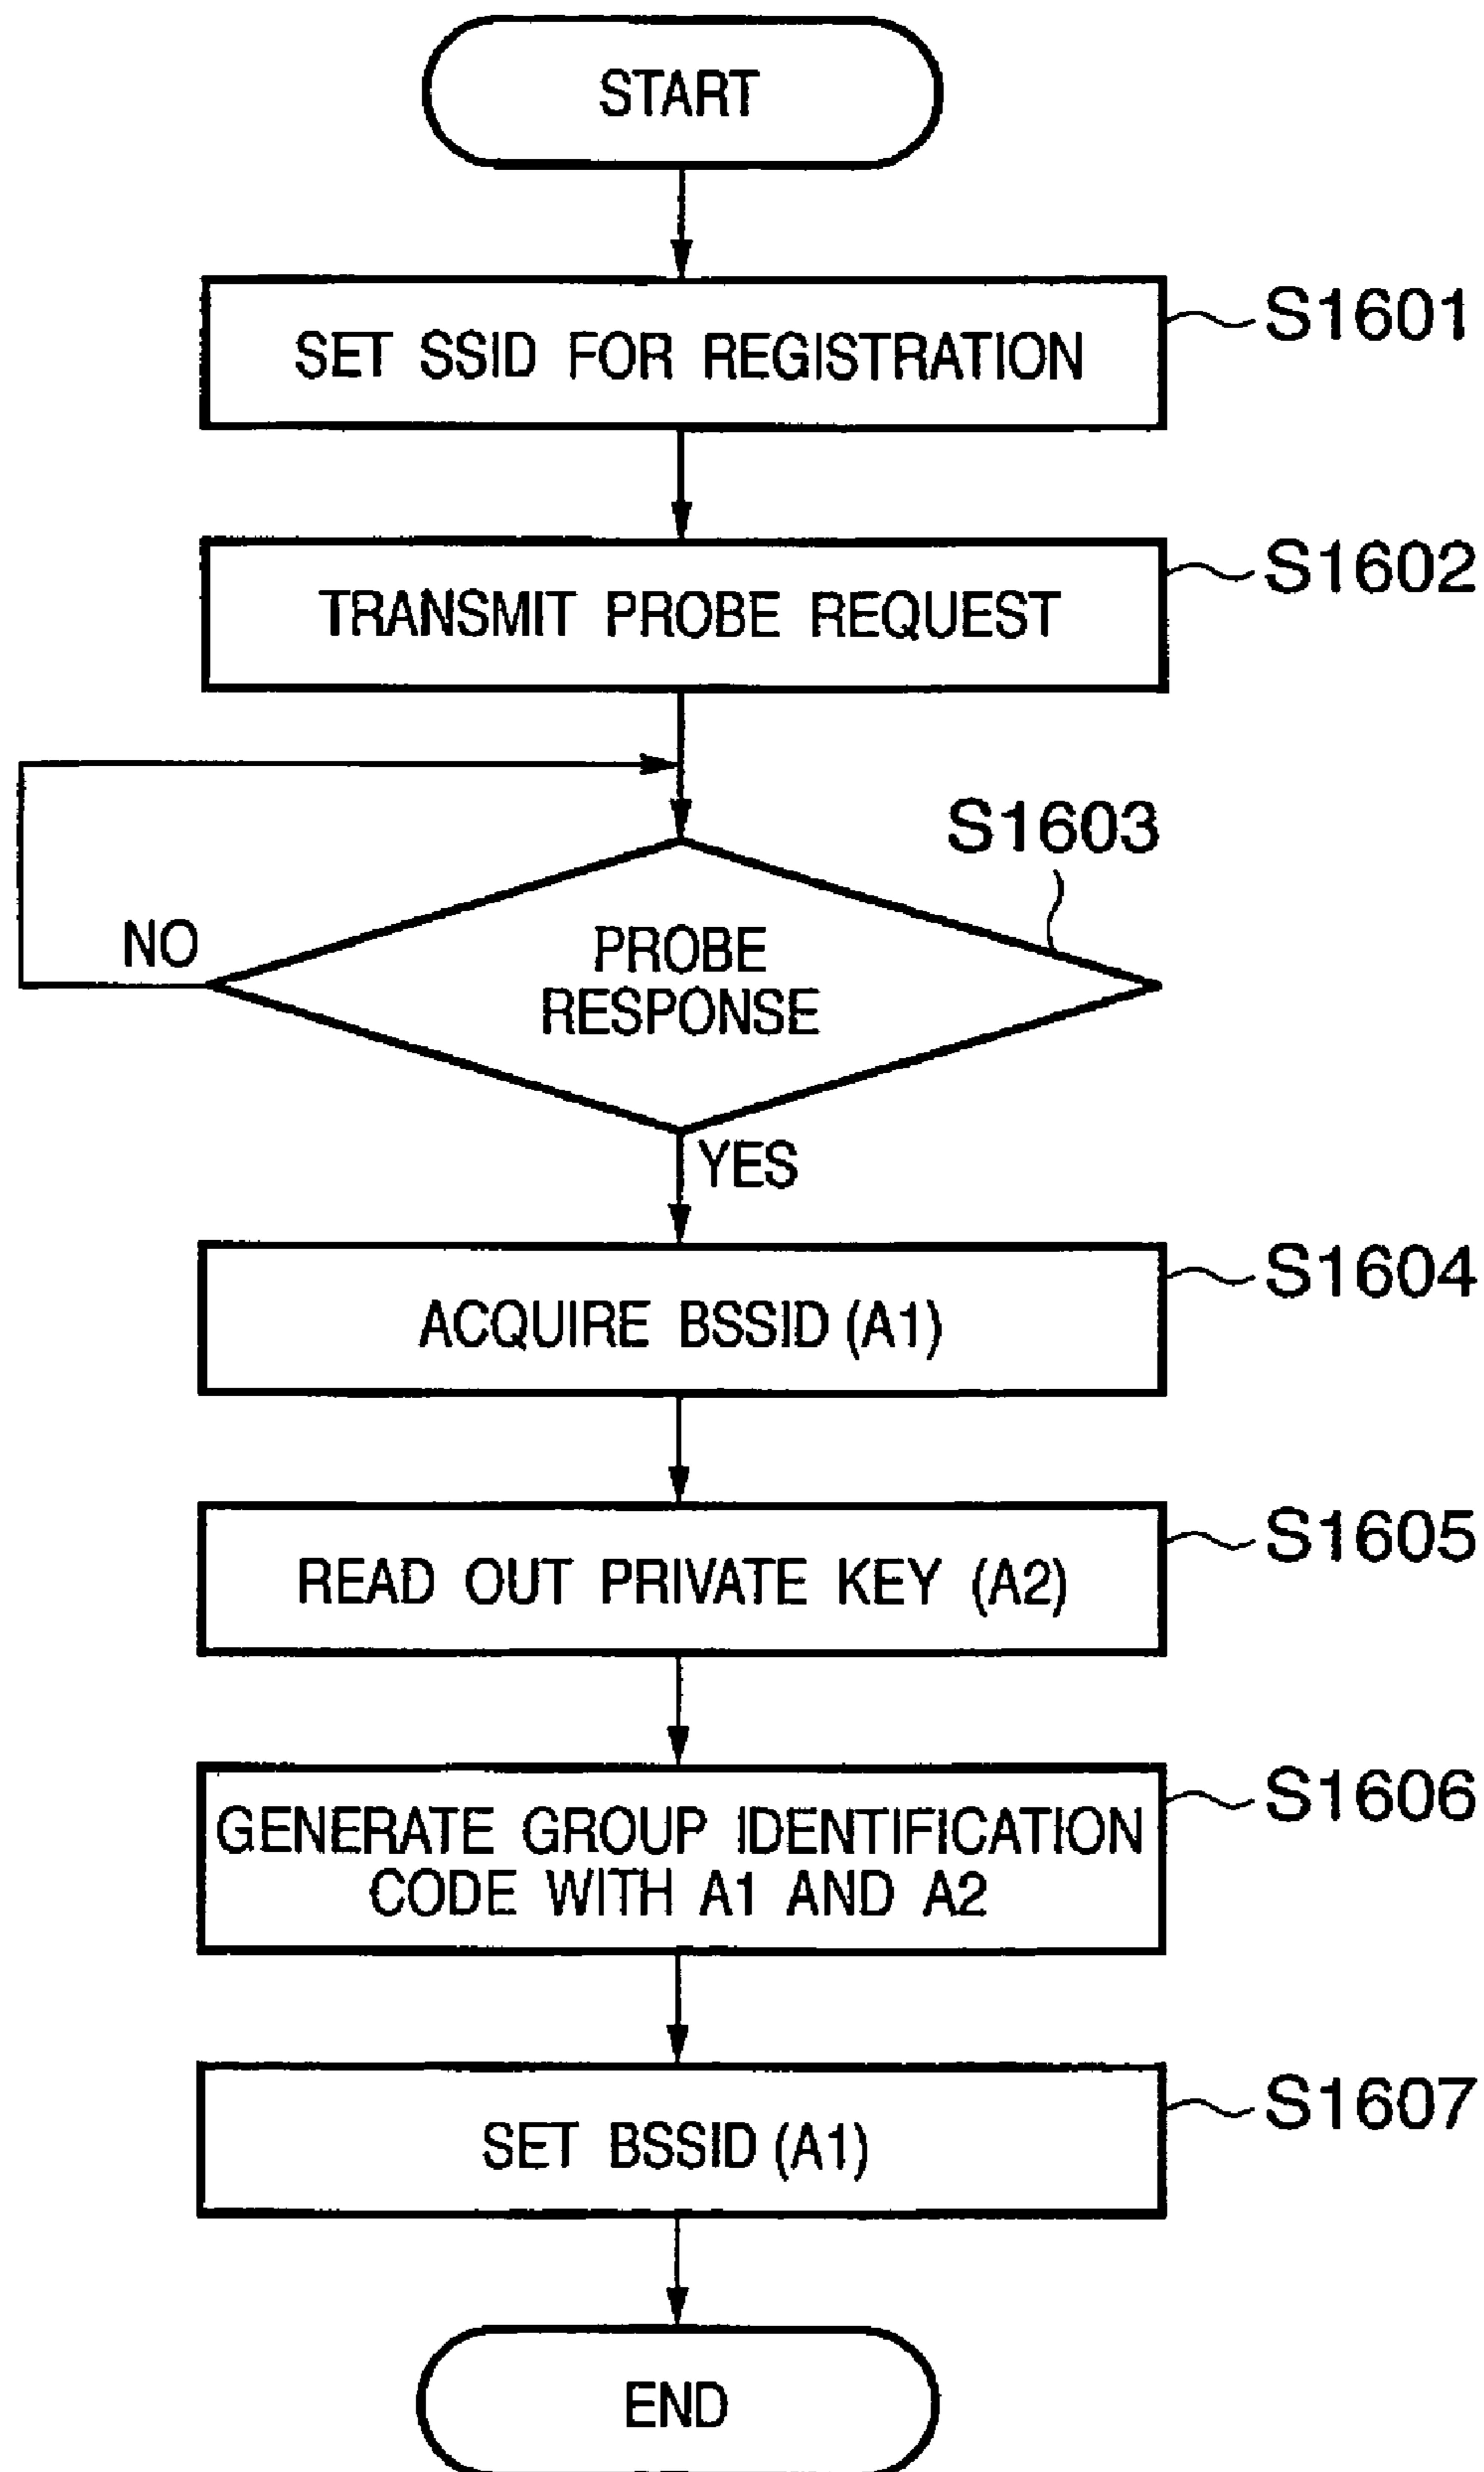 START
SET SSID FOR REGISTRATION
S1601
TRANSMIT PROBE REQUEST
S1602
S1603
NO
PROBE
RESPONSE
YES
ACQUIRE BSSID (A1)
S1604
READ OUT PRIVATE KEY (A2)
S1605
GENERATE GROUP IDENTIFICATION
CODE WITH A1 AND A2
S1606
SET BSSID (A1)
S1607
END